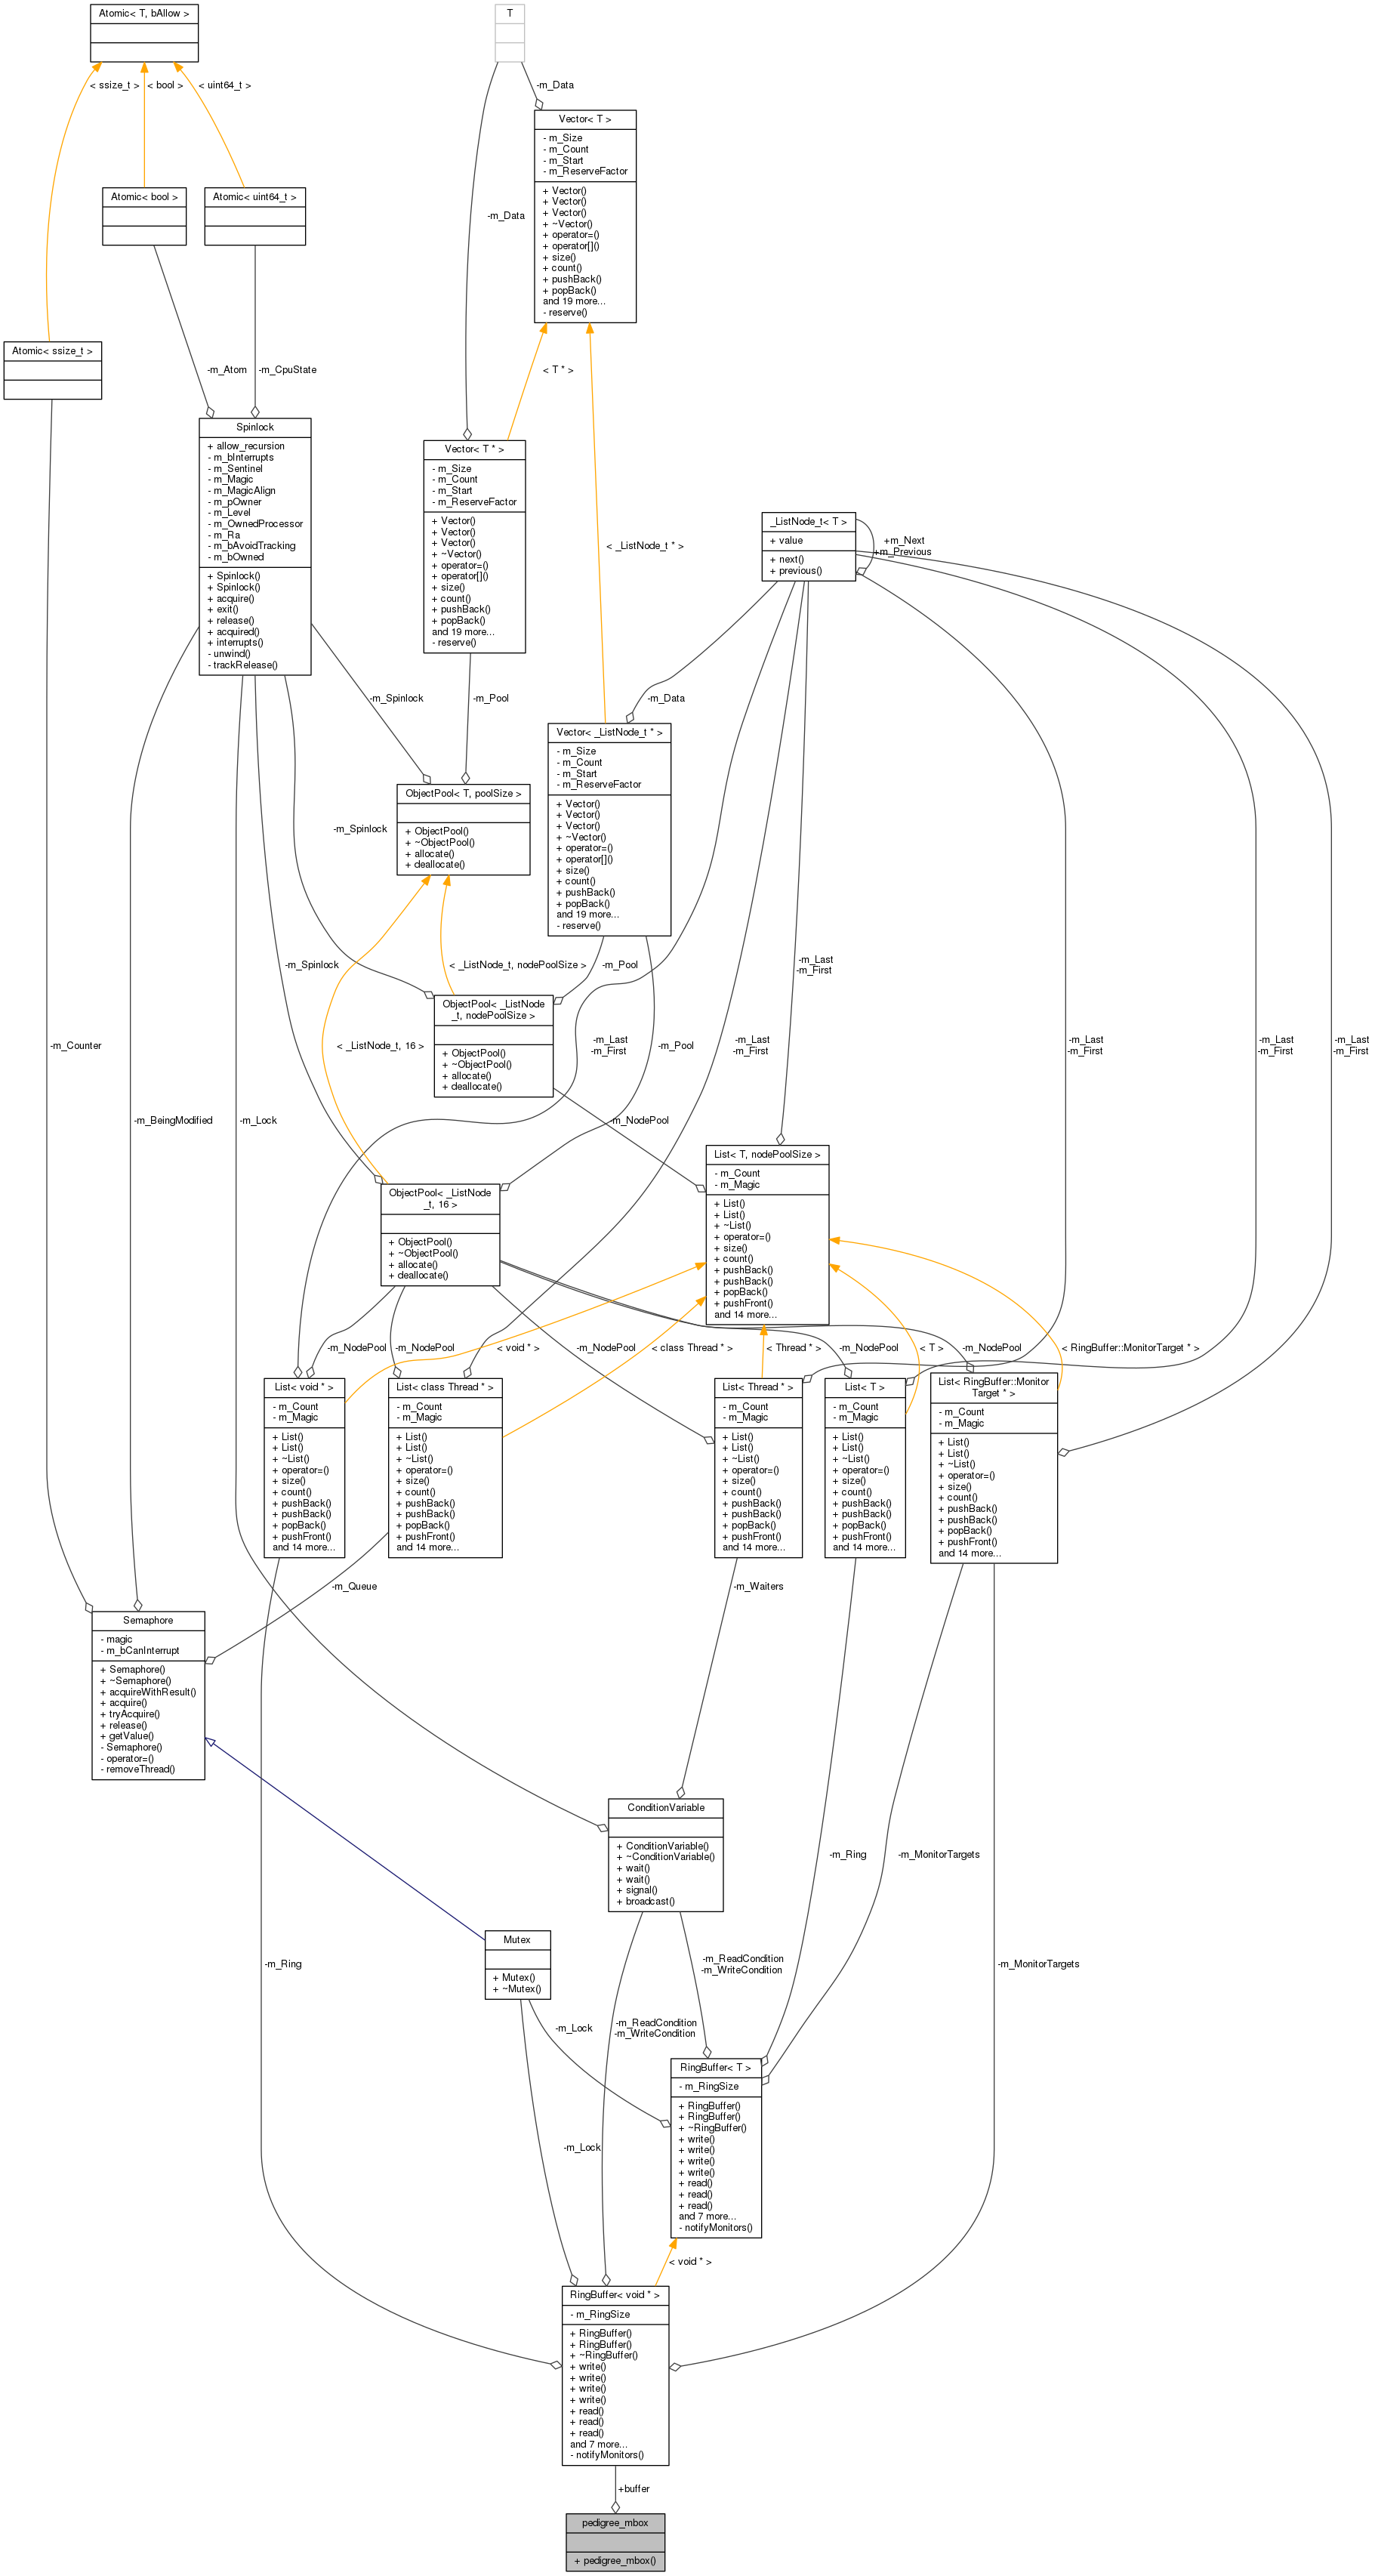 Atomic< T, bAllow >
T
< ssize_t >
< bool >
< uint64_t >
-m_Data
Vector< T >
- m_Size
- m_Count
- m_Start
- m_ReserveFactor
+ Vector()
+ Vector()
+ Vector()
+ ~Vector()
+ operator=()
+ operator[]()
+ size()
+ count()
+ pushBack()
+ popBack()
and 19 more...
- reserve()
Atomic< bool >
Atomic< uint64_t >
-m_Data
Atomic< ssize_t >
-m_Atom
-m_CpuState
< T * >
Spinlock
+ allow_recursion
- m_bInterrupts
- m_Sentinel
- m_Magic
- m_MagicAlign
- m_pOwner
- m_Level
- m_OwnedProcessor
- m_Ra
- m_bAvoidTracking
- m_bOwned
+ Spinlock()
+ Spinlock()
+ acquire()
+ exit()
+ release()
+ acquired()
+ interrupts()
- unwind()
- trackRelease()
Vector< T * >
- m_Size
- m_Count
- m_Start
- m_ReserveFactor
+ Vector()
+ Vector()
+ Vector()
+ ~Vector()
+ operator=()
+ operator[]()
+ size()
+ count()
+ pushBack()
+ popBack()
and 19 more...
- reserve()
< _ListNode_t * >
_ListNode_t< T >
+ value
+ next()
+ previous()
+m_Next
+m_Previous
-m_Spinlock
-m_Pool
-m_Data
Vector< _ListNode_t * >
- m_Size
- m_Count
- m_Start
- m_ReserveFactor
+ Vector()
+ Vector()
+ Vector()
+ ~Vector()
+ operator=()
+ operator[]()
+ size()
+ count()
+ pushBack()
+ popBack()
and 19 more...
- reserve()
ObjectPool< T, poolSize >
+ ObjectPool()
+ ~ObjectPool()
+ allocate()
+ deallocate()
-m_Spinlock
-m_Spinlock
< _ListNode_t, nodePoolSize >
-m_Pool
-m_Last
-m_First
ObjectPool< _ListNode
_t, nodePoolSize >
+ ObjectPool()
+ ~ObjectPool()
+ allocate()
+ deallocate()
-m_Counter
< _ListNode_t, 16 >
-m_Last
-m_First
-m_Pool
-m_Last
-m_First
-m_Last
-m_First
-m_Last
-m_First
-m_Last
-m_First
-m_BeingModified
-m_Lock
-m_NodePool
List< T, nodePoolSize >
- m_Count
- m_Magic
+ List()
+ List()
+ ~List()
+ operator=()
+ size()
+ count()
+ pushBack()
+ pushBack()
+ popBack()
+ pushFront()
and 14 more...
ObjectPool< _ListNode
_t, 16 >
+ ObjectPool()
+ ~ObjectPool()
+ allocate()
+ deallocate()
-m_NodePool
-m_NodePool
< void * >
-m_NodePool
< class Thread * >
< Thread * >
-m_NodePool
< T >
-m_NodePool
< RingBuffer::MonitorTarget * >
List< void * >
- m_Count
- m_Magic
+ List()
+ List()
+ ~List()
+ operator=()
+ size()
+ count()
+ pushBack()
+ pushBack()
+ popBack()
+ pushFront()
and 14 more...
List< class Thread * >
- m_Count
- m_Magic
+ List()
+ List()
+ ~List()
+ operator=()
+ size()
+ count()
+ pushBack()
+ pushBack()
+ popBack()
+ pushFront()
and 14 more...
List< Thread * >
- m_Count
- m_Magic
+ List()
+ List()
+ ~List()
+ operator=()
+ size()
+ count()
+ pushBack()
+ pushBack()
+ popBack()
+ pushFront()
and 14 more...
List< T >
- m_Count
- m_Magic
+ List()
+ List()
+ ~List()
+ operator=()
+ size()
+ count()
+ pushBack()
+ pushBack()
+ popBack()
+ pushFront()
and 14 more...
List< RingBuffer::Monitor
Target * >
- m_Count
- m_Magic
+ List()
+ List()
+ ~List()
+ operator=()
+ size()
+ count()
+ pushBack()
+ pushBack()
+ popBack()
+ pushFront()
and 14 more...
-m_Queue
-m_Waiters
Semaphore
- magic
- m_bCanInterrupt
+ Semaphore()
+ ~Semaphore()
+ acquireWithResult()
+ acquire()
+ tryAcquire()
+ release()
+ getValue()
- Semaphore()
- operator=()
- removeThread()
ConditionVariable
+ ConditionVariable()
+ ~ConditionVariable()
+ wait()
+ wait()
+ signal()
+ broadcast()
-m_Ring
-m_MonitorTargets
Mutex
+ Mutex()
+ ~Mutex()
-m_Ring
-m_ReadCondition
-m_WriteCondition
-m_MonitorTargets
-m_Lock
-m_ReadCondition
-m_WriteCondition
RingBuffer< T >
- m_RingSize
+ RingBuffer()
+ RingBuffer()
+ ~RingBuffer()
+ write()
+ write()
+ write()
+ write()
+ read()
+ read()
+ read()
and 7 more...
- notifyMonitors()
-m_Lock
< void * >
RingBuffer< void * >
- m_RingSize
+ RingBuffer()
+ RingBuffer()
+ ~RingBuffer()
+ write()
+ write()
+ write()
+ write()
+ read()
+ read()
+ read()
and 7 more...
- notifyMonitors()
+buffer
pedigree_mbox
+ pedigree_mbox()